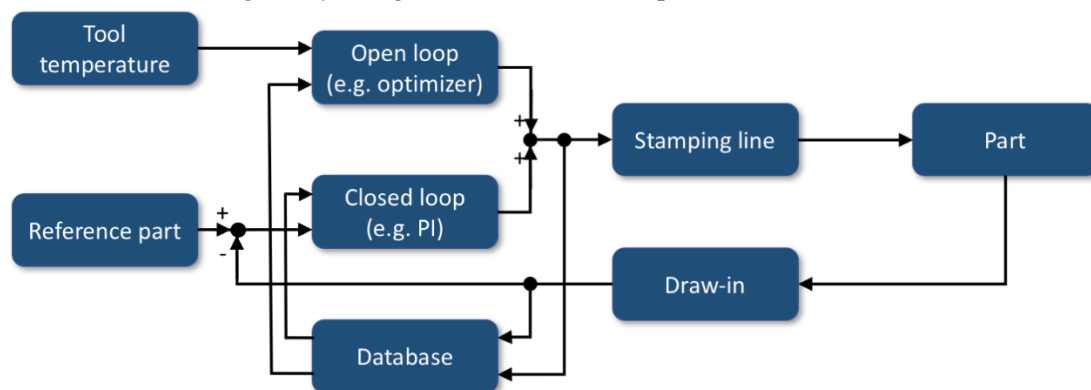 Tool
temperature
Open loop
(e.g. optimizer)
+
+
Stamping line
Part
Reference part
+
-
Closed loop
(e.g. PI)
Draw-in
Database